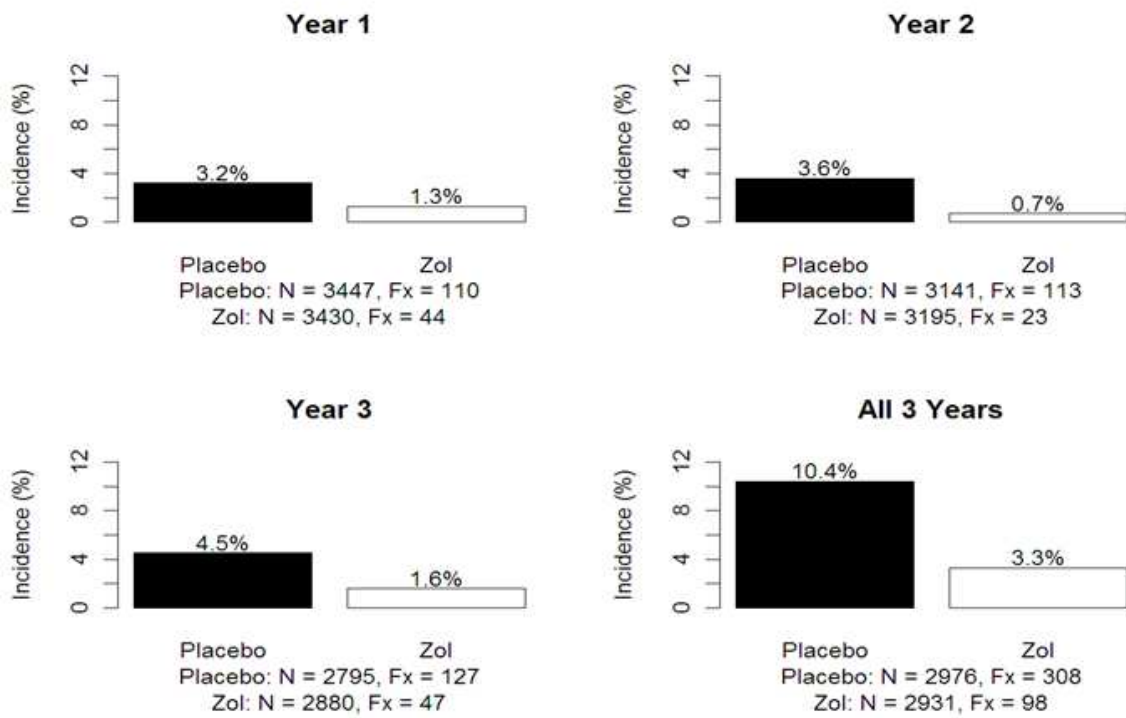 Year 1
Incidence (%)
12
8
4
0
3.2%
1.3%
Placebo Zol
Placebo: N = 3447, Fx = 110
Zol: N = 3430, Fx = 44
Year 2
Incidence (%)
12
8
4
0
3.6%
0.7%
Placebo Zol
Placebo: N = 3141, Fx = 113
Zol: N = 3195, Fx = 23
Year 3
Incidence (%)
12
8
4
0
4.5%
1.6%
Placebo Zol
Placebo: N = 2795, Fx = 127
Zol: N = 2880, Fx = 47
All 3 Years
Incidence (%)
12
8
4
0
10.4%
3.3%
Placebo Zol
Placebo: N = 2976, Fx = 308
Zol: N = 2931, Fx = 98